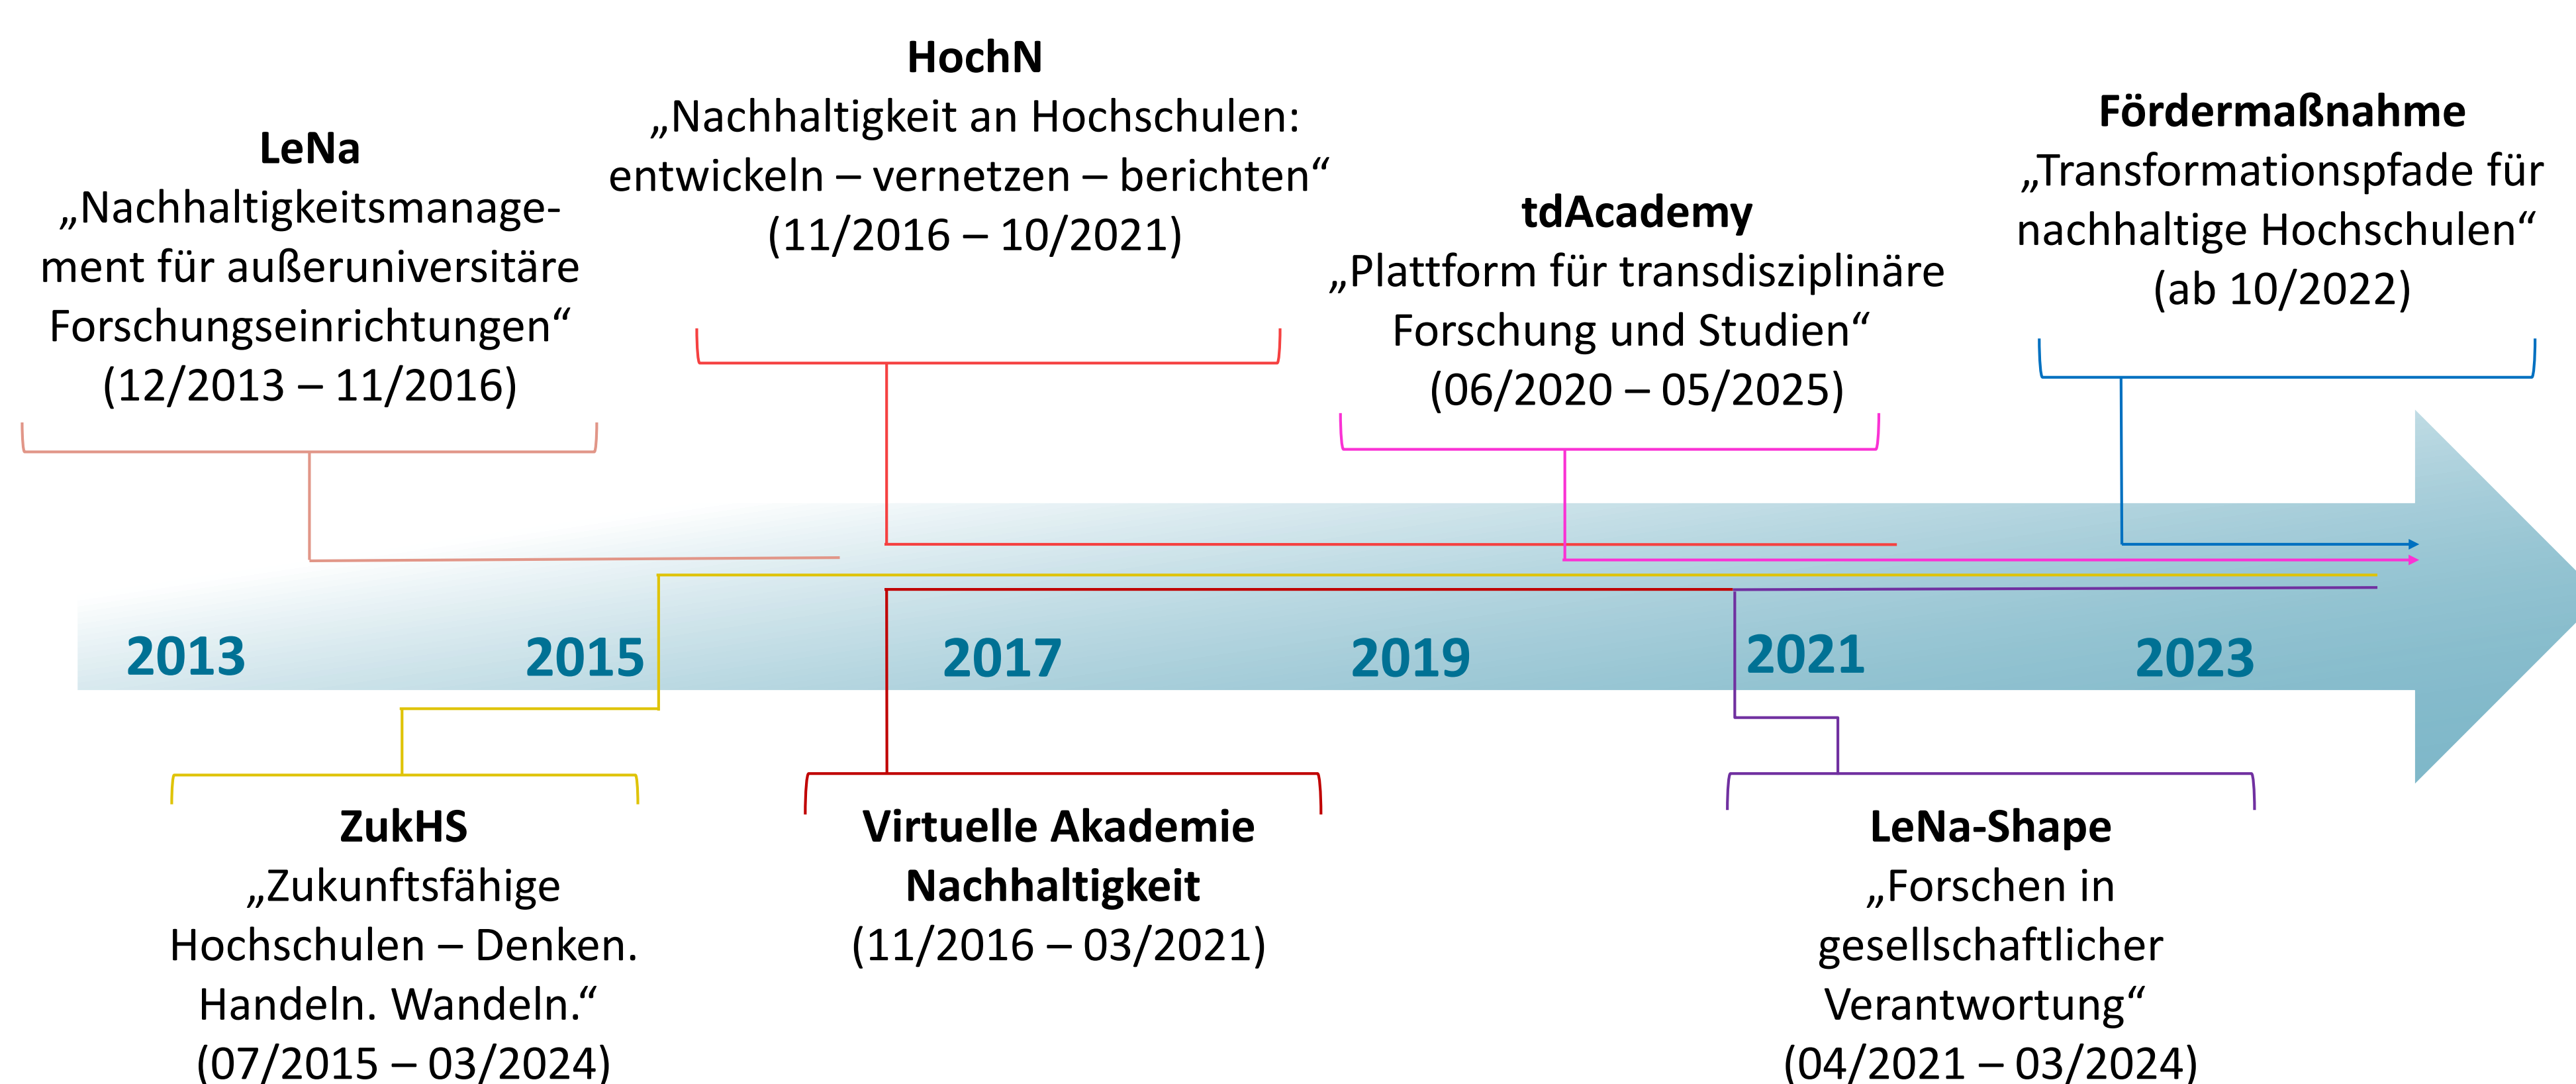 LeNa
„Nachhaltigkeitsmanage-
ment für außeruniversitäre
Forschungseinrichtungen“
(12/2013 – 11/2016)
HochN
„Nachhaltigkeit an Hochschulen:
entwickeln – vernetzen – berichten“
(11/2016 – 10/2021)
tdAcademy
„Plattform für transdisziplinäre
Forschung und Studien“
(06/2020 – 05/2025)
Fördermaßnahme
„Transformationspfade für
nachhaltige Hochschulen“
(ab 10/2022)
2013
2015
2017
2019
2021
2023
ZukHS
„Zukunftsfähige
Hochschulen – Denken.
Handeln. Wandeln.“
(07/2015 – 03/2024)
Virtuelle Akademie
Nachhaltigkeit
(11/2016 – 03/2021)
LeNa-Shape
„Forschen in
gesellschaftlicher
Verantwortung“
(04/2021 – 03/2024)